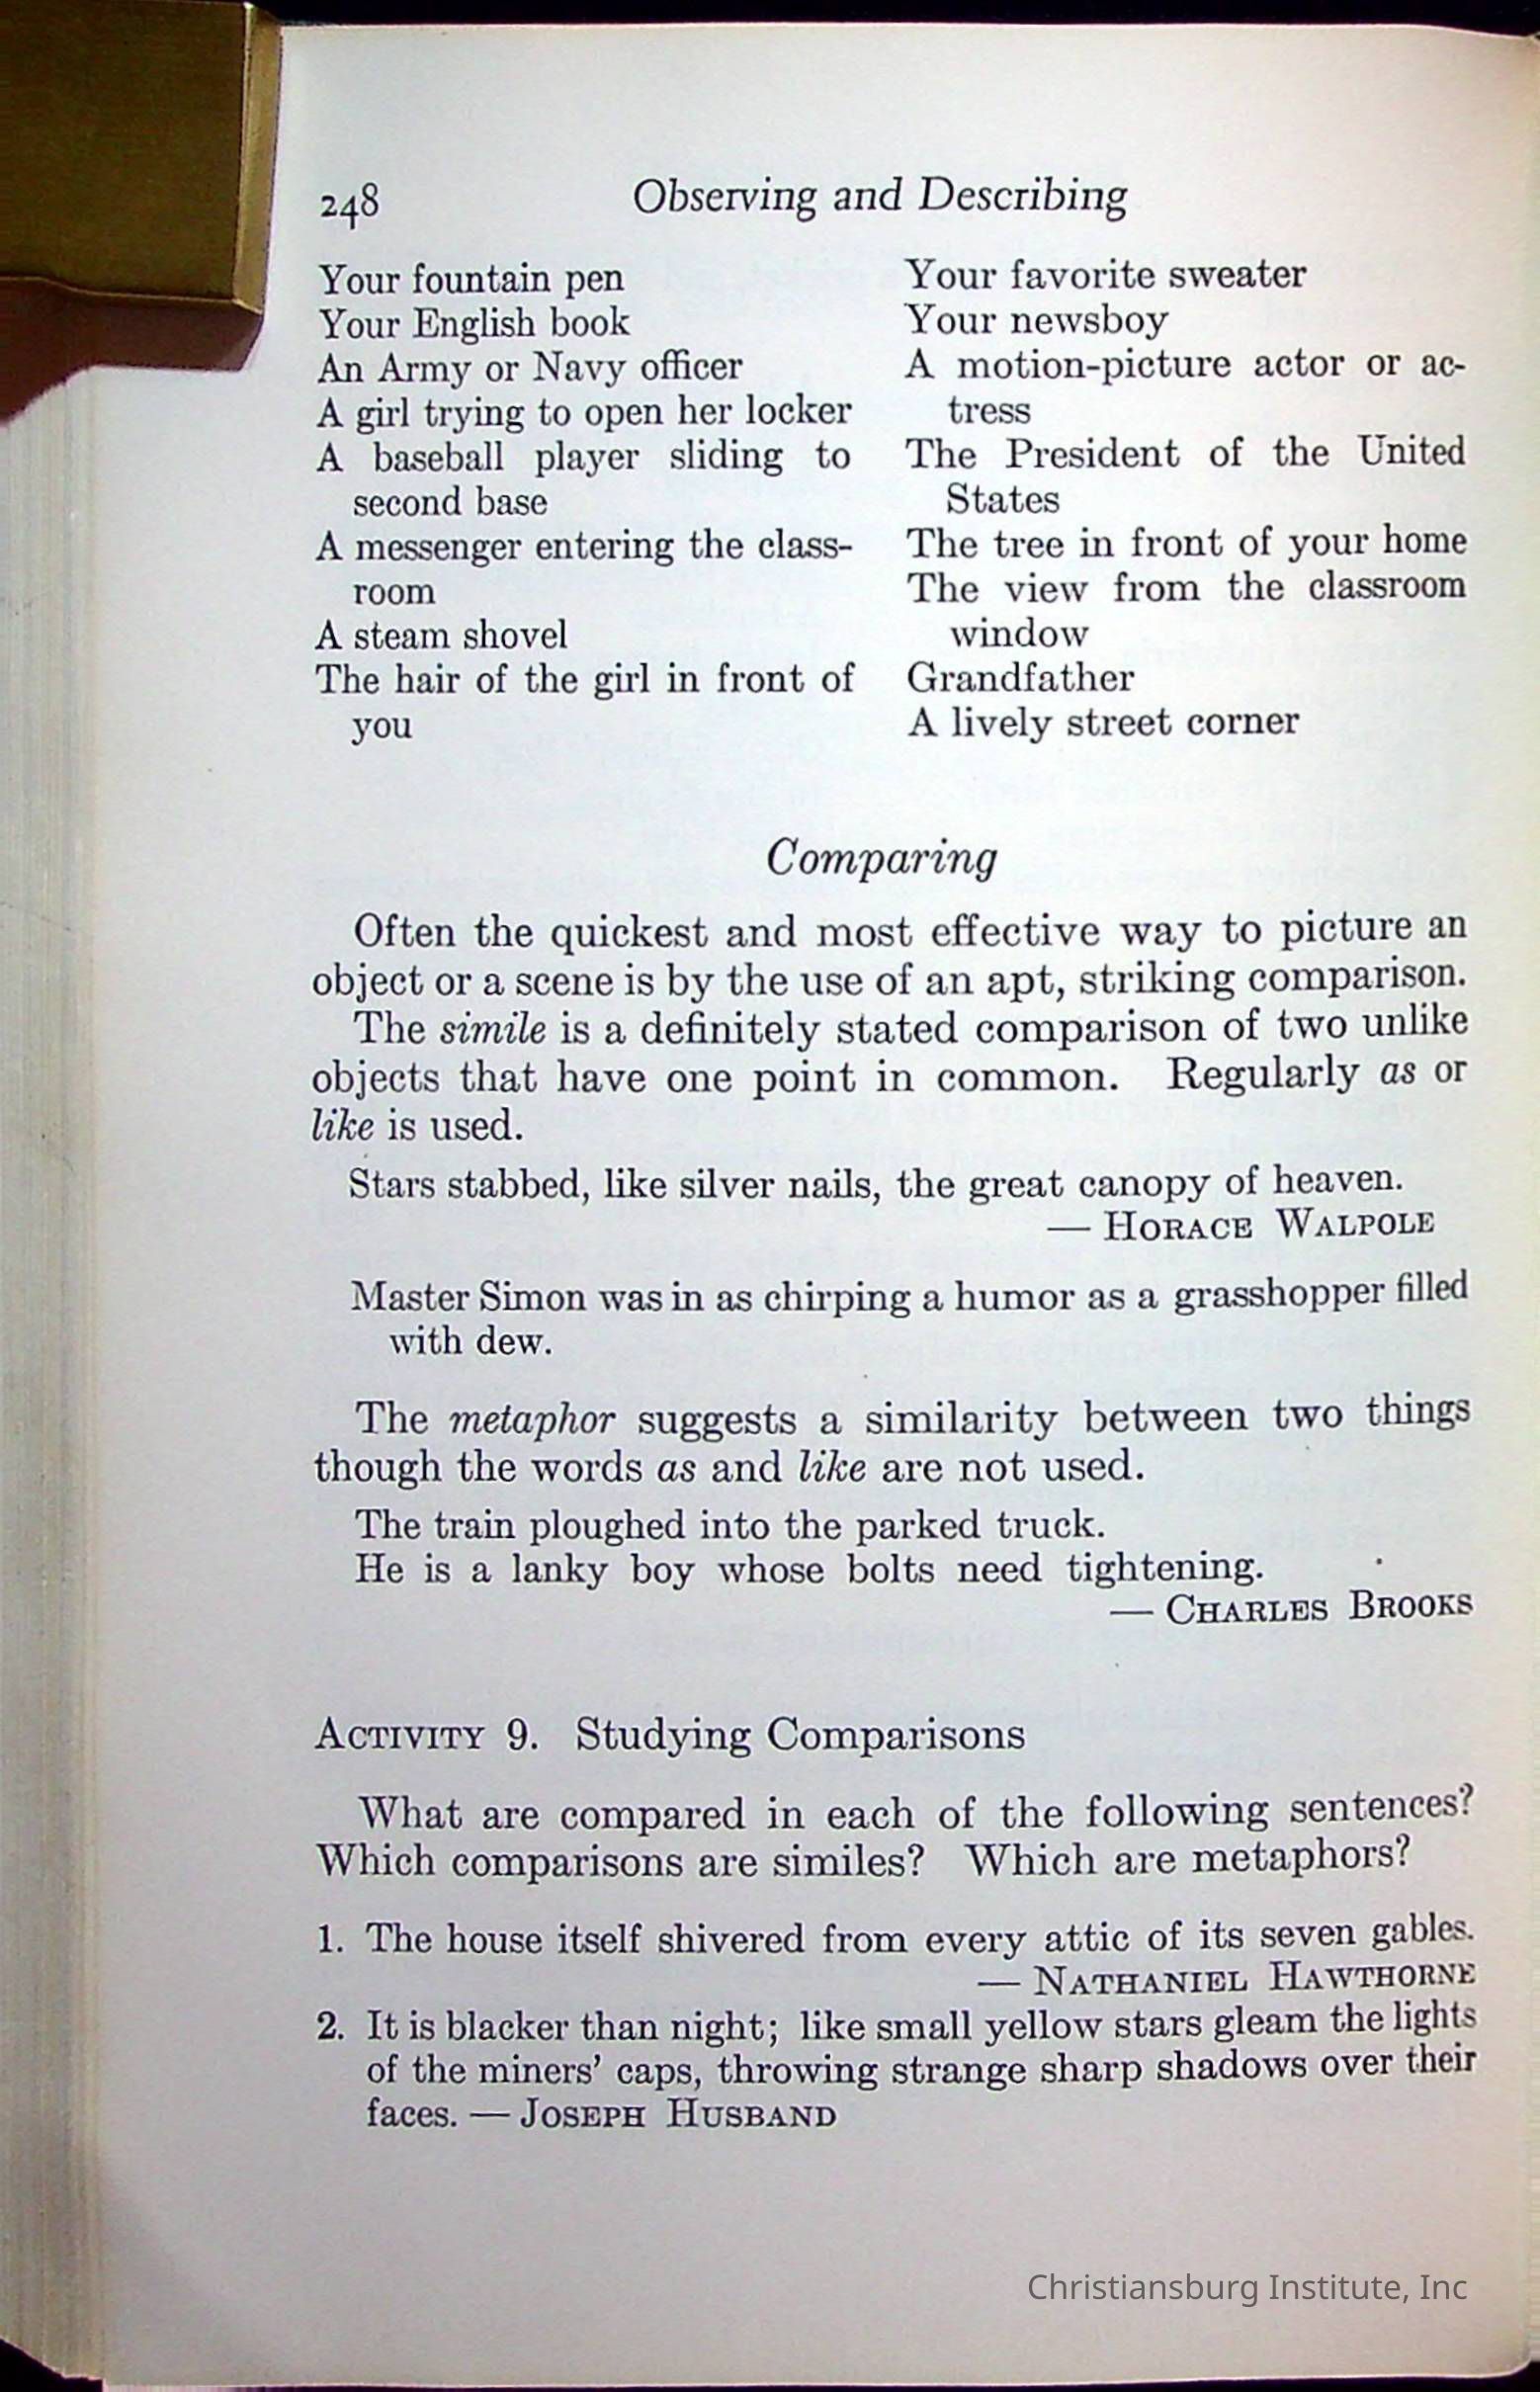 248
Observing and Describing
Your fountain pen
Your English book
An Army or Navy officer
A girl trying to open her locker
A baseball player sliding to
second base
A messenger entering the class-
room
A steam shovel
The hair of the girl in front of
you
Your favorite sweater
Your newsboy
A motion-picture actor or ac-
tress
The President of the United
States
The tree in front of your home
The view from the classroom
window
Grandfather
A lively street corner
Comparing
Often the quickest and most effective way to picture an
object or a scene is by the use of an apt, striking comparison.
The simile is a definitely stated comparison of two unlike
objects that have one point in common. Regularly as or
like is used.
Stars stabbed, like silver nails, the great canopy of heaven.
— HORACE WALPOLE
Master Simon was in as chirping a humor as a grasshopper filled
with dew.
The metaphor suggests a similarity between two things
though the words as and like are not used.
The train ploughed into the parked truck.
He is a lanky boy whose bolts need tightening.
— CHARLES BROOKS
ACTIVITY 9. Studying Comparisons
What are compared in each of the following sentences?
Which comparisons are similes? Which are metaphors?
1. The house itself shivered from every attic of its seven gables.
— NATHANIEL HAWTHORNE
2. It is blacker than night; like small yellow stars gleam the lights
of the miners' caps, throwing strange sharp shadows over their
faces. — JOSEPH HUSBAND
Christiansburg Institute, Inc